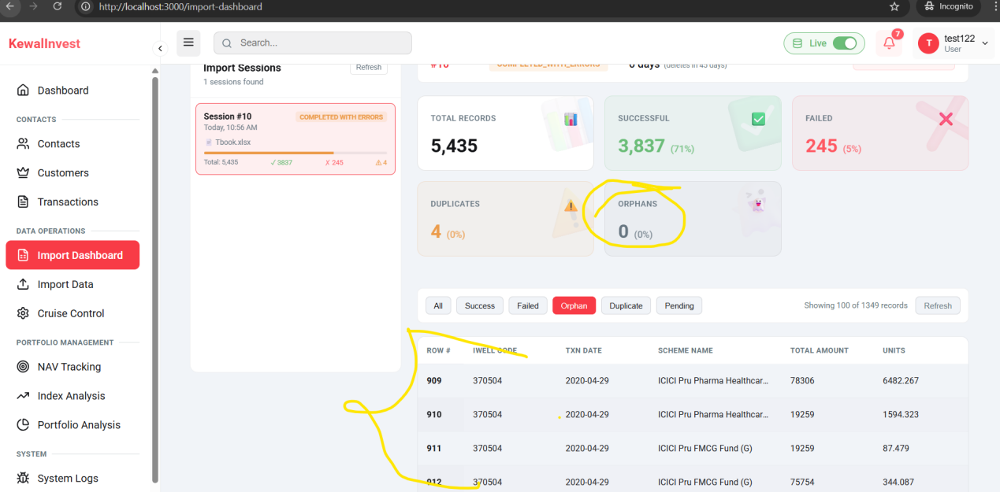 http://localhost:3000/import-dashboard
Incognito
KewalInvest
Search...
Live
7
T
test122
User
Dashboard
CONTACTS
Contacts
Customers
Transactions
DATA OPERATIONS
Import Dashboard
Import Data
Cruise Control
PORTFOLIO MANAGEMENT
NAV Tracking
Index Analysis
Portfolio Analysis
SYSTEM
System Logs
Import Sessions
Refresh
1 sessions found
Session #10
COMPLETED WITH ERRORS
Today, 10:56 AM
Tbook.xlsx
Total: 5,435 ✓ 3837 X 245 ⚠ 4
#10 COMPLETED_WITH_ERRORS 0 days (deletes in 45 days)
TOTAL RECORDS
5,435
SUCCESSFUL
3,837 (71%)
FAILED
245 (5%)
DUPLICATES
4 (0%)
ORPHANS
0 (0%)
All Success Failed Orphan Duplicate Pending Showing 100 of 1349 records Refresh
ROW # IWELL CODE TXN DATE SCHEME NAME TOTAL AMOUNT UNITS
909 370504 2020-04-29 ICICI Pru Pharma Healthcar... 78306 6482.267
910 370504 2020-04-29 ICICI Pru Pharma Healthcar... 19259 1594.323
911 370504 2020-04-29 ICICI Pru FMCG Fund (G) 19259 87.479
912 370504 2020-04-29 ICICI Pru FMCG Fund (G) 75754 344.087